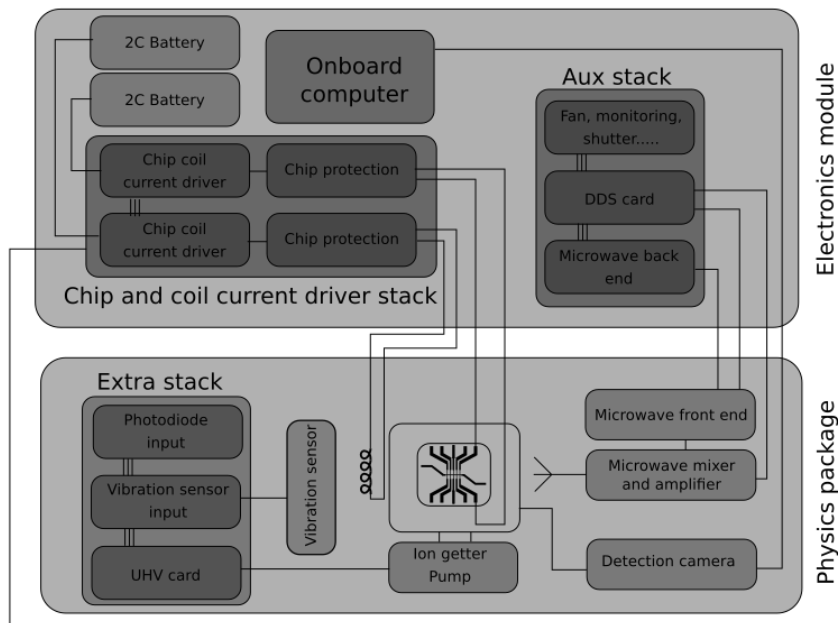 2C Battery
2C Battery
Onboard
computer
Aux stack
Fan, monitoring,
shutter.....
DDS card
Microwave back
end
Chip coil
current driver
Chip protection
Chip coil
current driver
Chip protection
Chip and coil current driver stack
Electronics module
Extra stack
Photodiode
input
Vibration sensor
input
UHV card
Vibration sensor
Ion getter
Pump
Microwave front end
Microwave mixer
and amplifier
Detection camera
Physics package